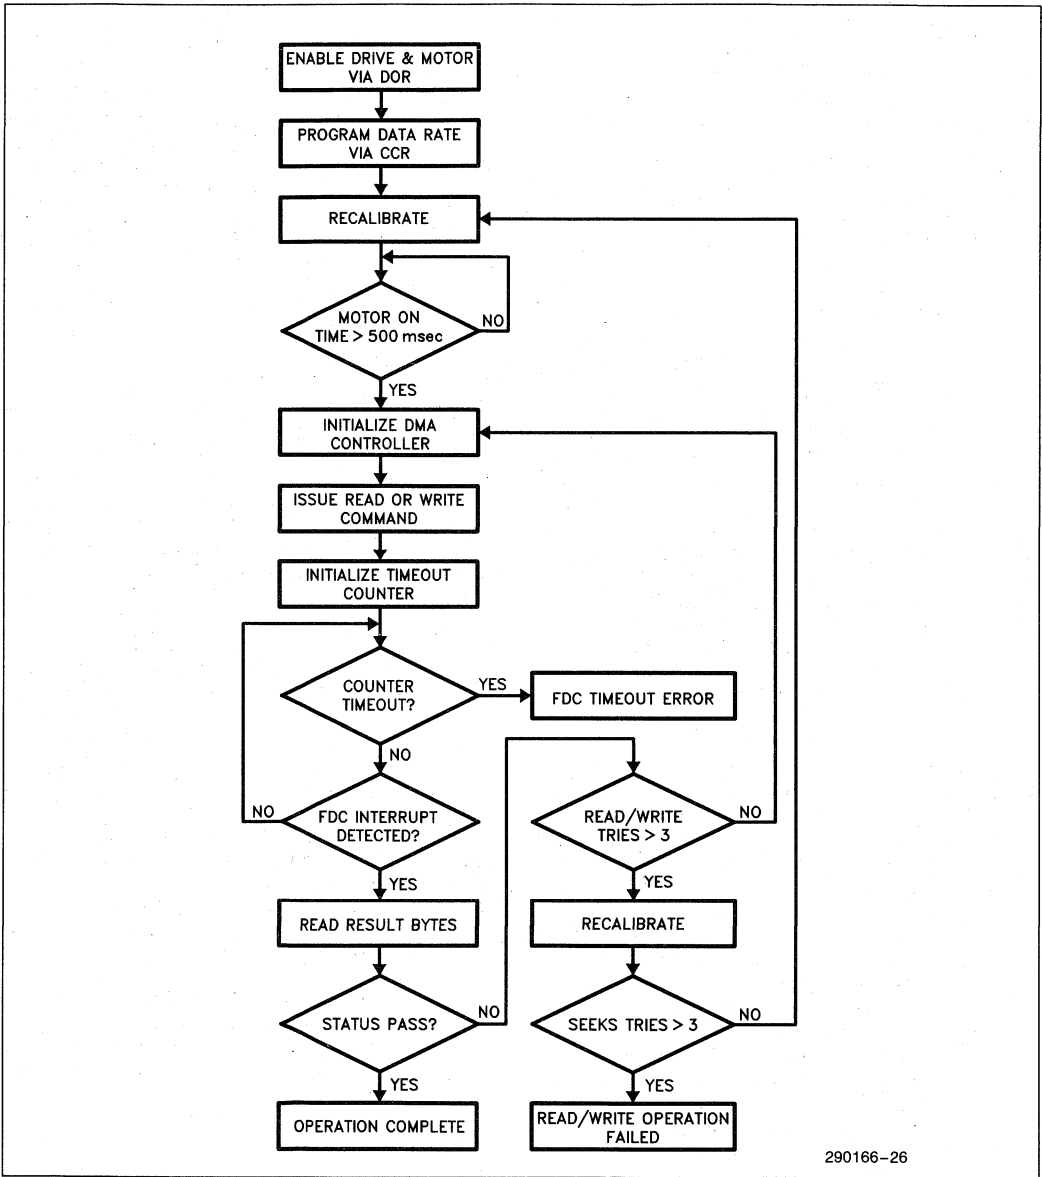 ENABLE DRIVE & MOTOR
VIA DOR
PROGRAM DATA RATE
VIA CCR
RECALIBRATE
MOTOR ON
TIME > 500 msec
NO
YES
INITIALIZE DMA
CONTROLLER
ISSUE READ OR WRITE
COMMAND
INITIALIZE TIMEOUT
COUNTER
COUNTER
TIMEOUT?
YES
FDC TIMEOUT ERROR
NO
FDC INTERRUPT
DETECTED?
NO
YES
READ RESULT BYTES
STATUS PASS?
NO
YES
OPERATION COMPLETE
READ/WRITE
TRIES > 3
NO
YES
RECALIBRATE
SEEKS TRIES > 3
NO
YES
READ/WRITE OPERATION
FAILED
290166-26